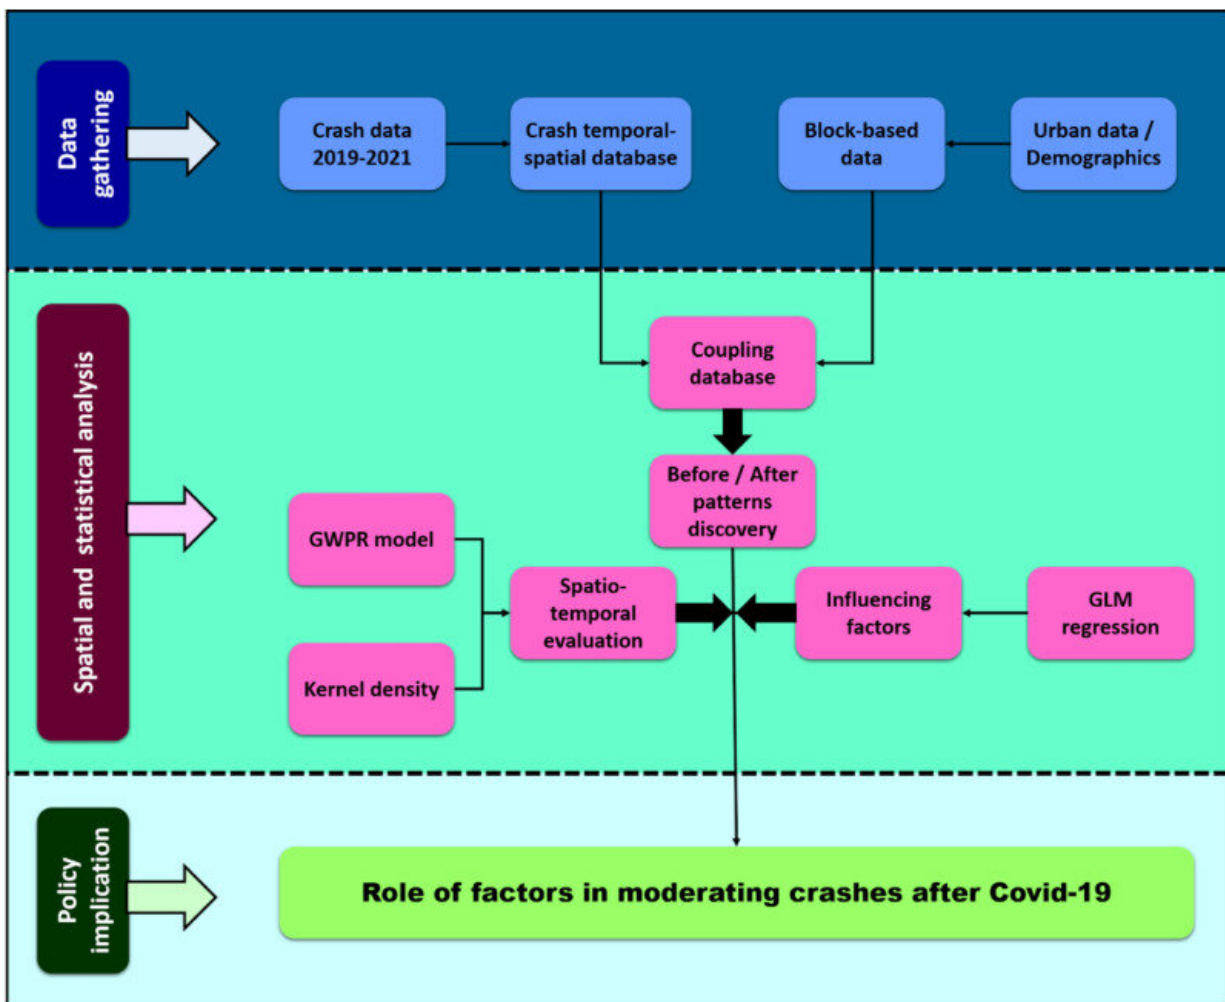 Data
gathering
Crash data
2019-2021
Crash temporal-
spatial database
Block-based
data
Urban data /
Demographics
Spatial and statistical analysis
Coupling
database
Before / After
patterns
discovery
GWPR model
Kernel density
Spatio-
temporal
evaluation
Influencing
factors
GLM
regression
Policy
implication
Role of factors in moderating crashes after Covid-19